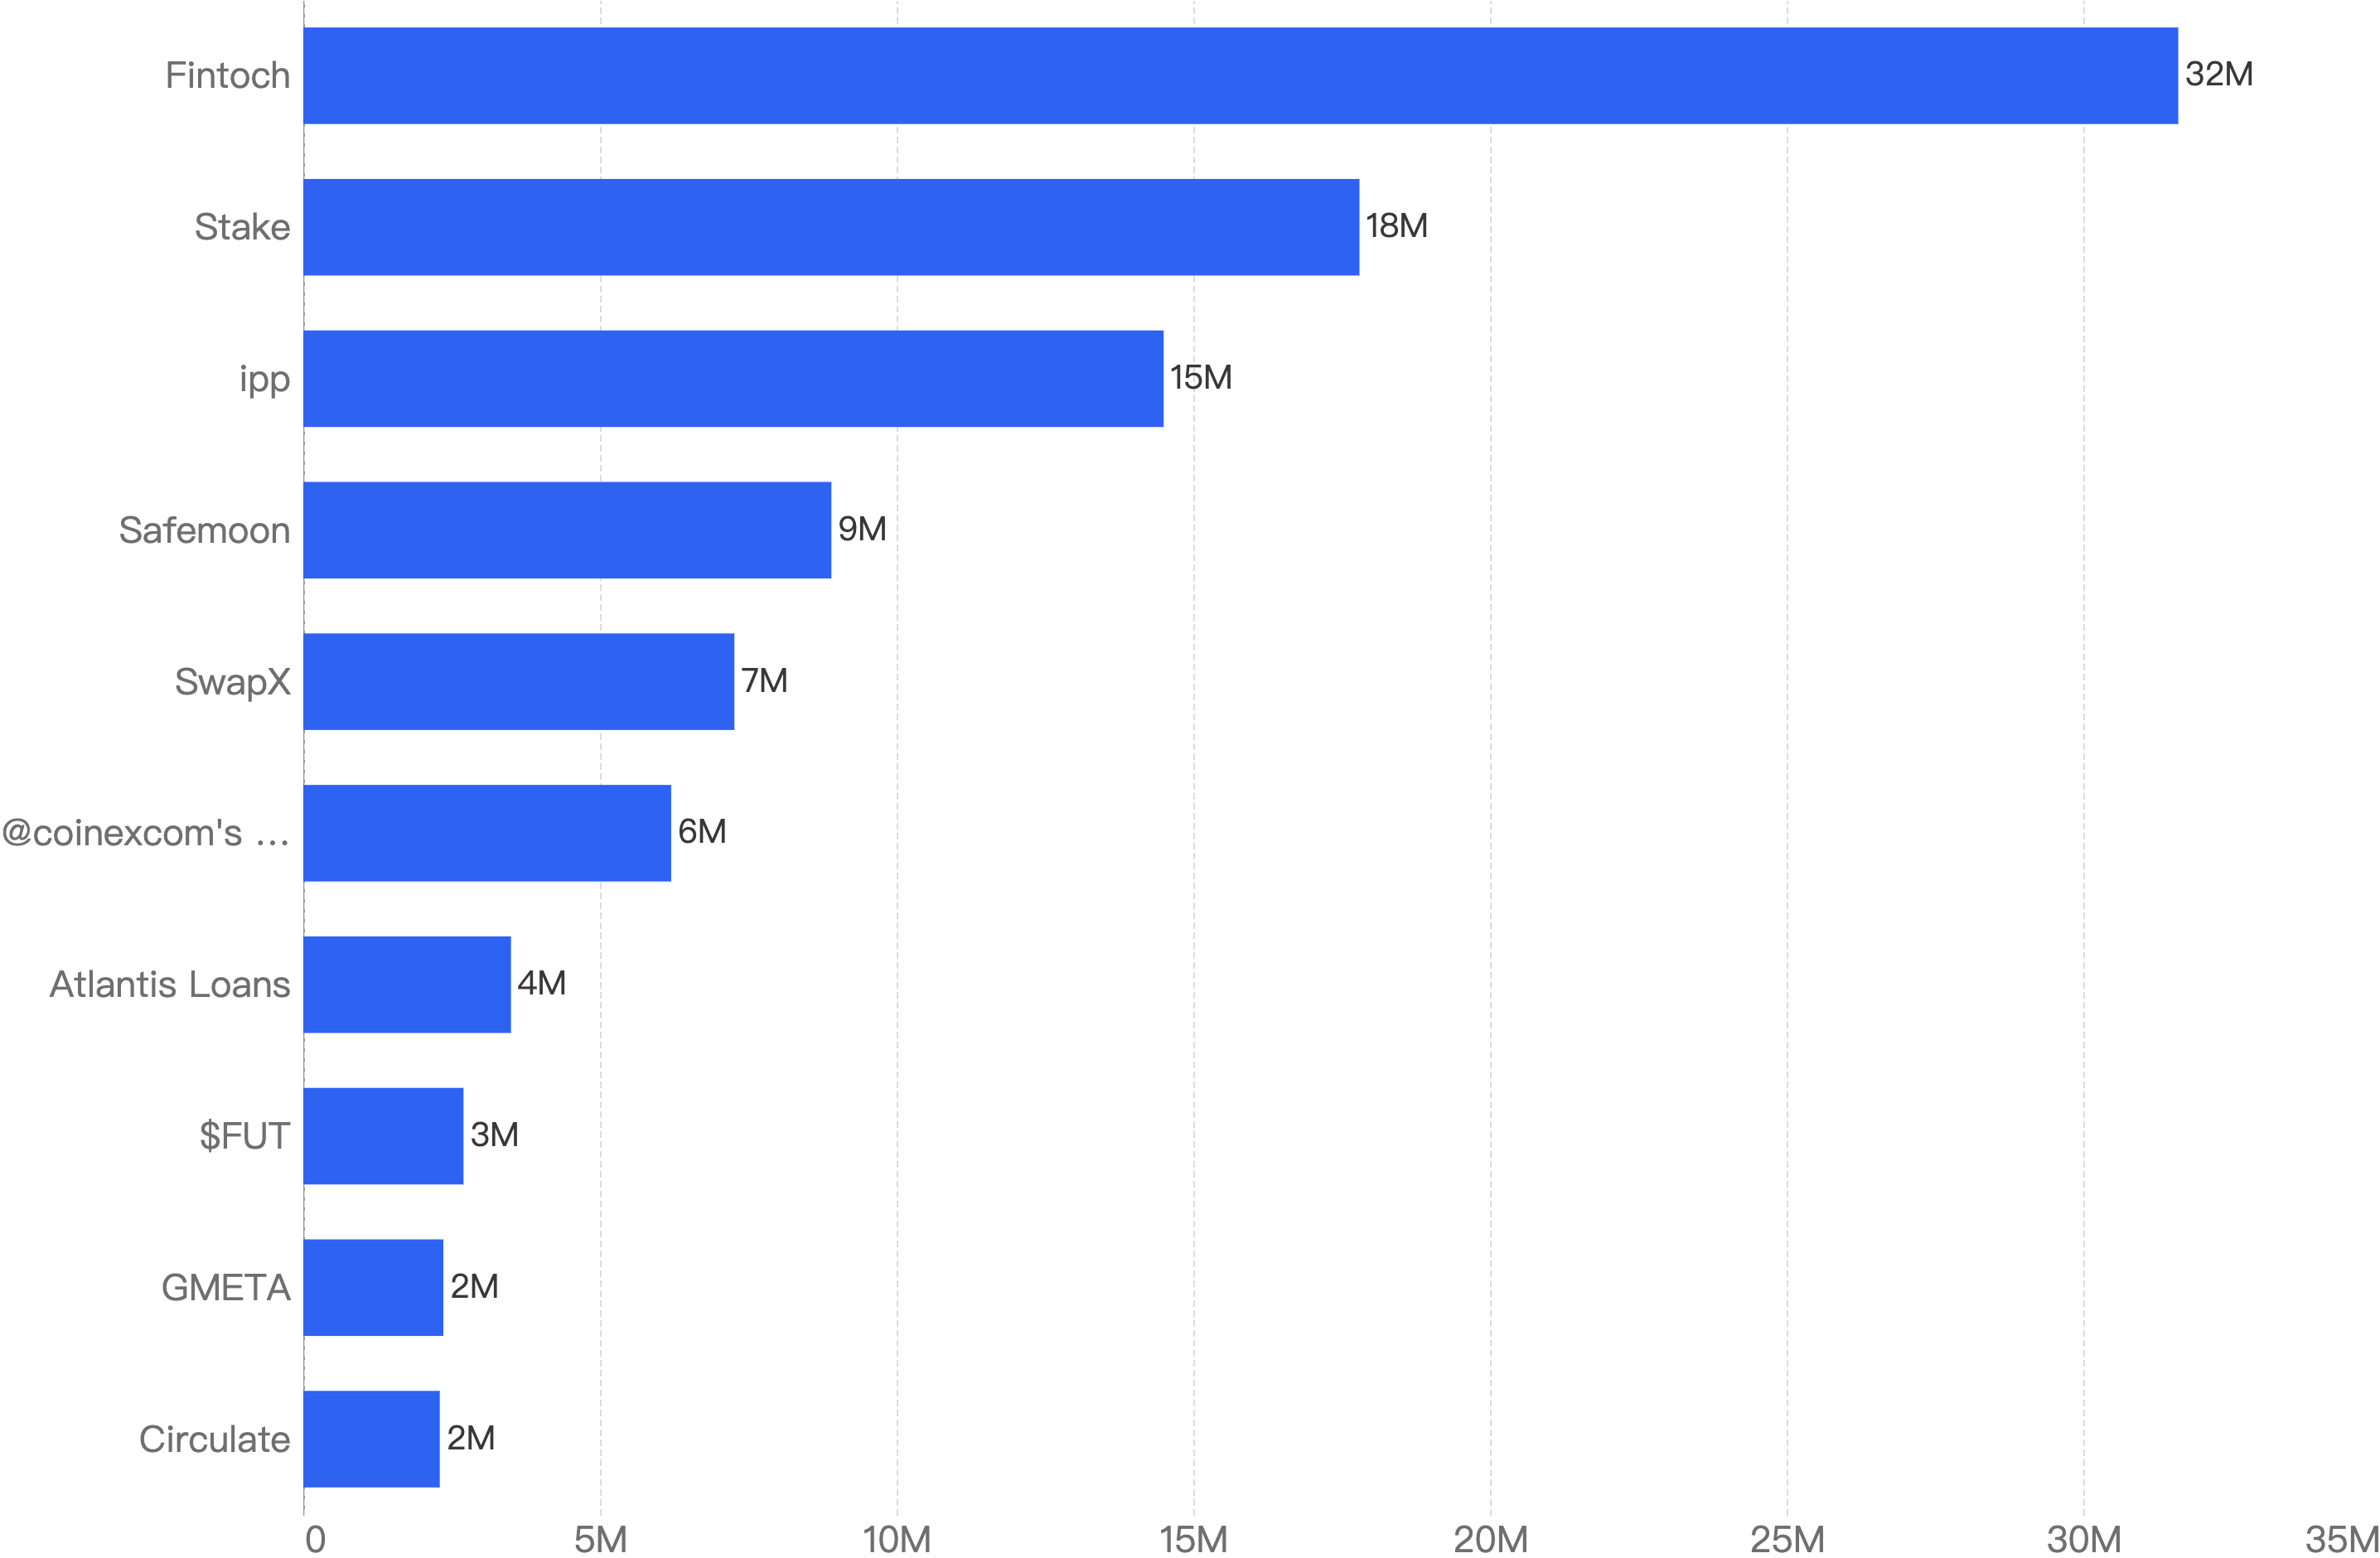 Fintoch 32M
Stake 18M
ipp 15M
Safemoon 9M
SwapX 7M
@coinexcom's ... 6M
Atlantis Loans 4M
$FUT 3M
GMETA 2M
Circulate 2M
0 5M 10M 15M 20M 25M 30M 35M